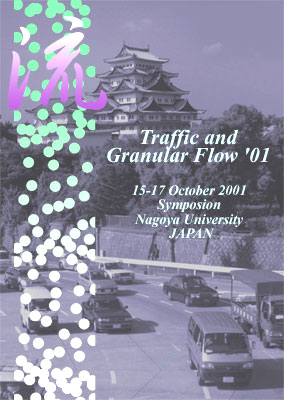 流
Traffic and
Granular Flow '01
15-17 October 2001
Symposion
Nagoya University
JAPAN